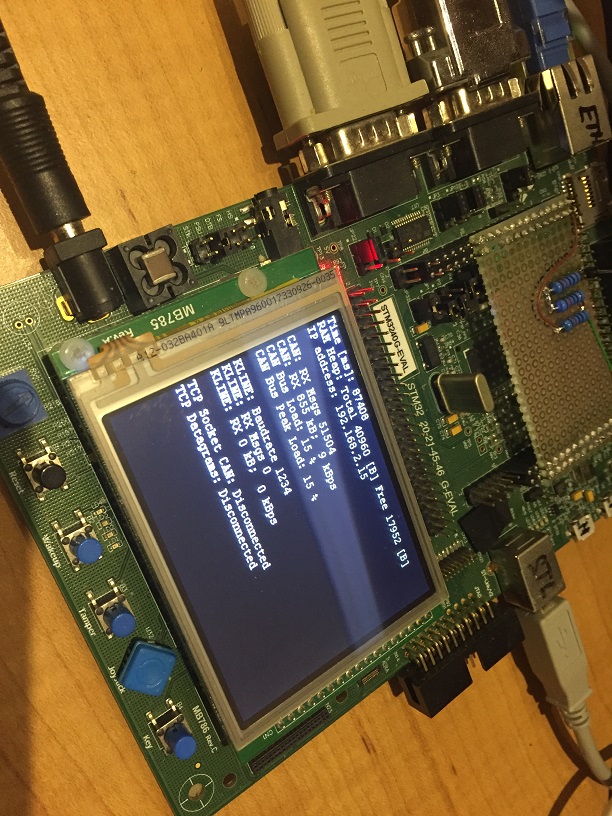 Time [ms]: 87408
RAM Heap: Total 40960 [B] Free 17952 [B]
IP address: 192.168.2.15
CAN: RX Msgs 51504
CAN: RX 855 kB; 9 kBps
CAN Bus Load: 15 %
CAN Bus Peak Load: 15 %
KLINE: Baudrate 1234
KLINE: RX Msgs 0
KLINE: RX 0 kB; 0 kBps
TCP Socket CAN: Disconnected
TCP Datagrams: Disconnected
STM3240G-EVAL
STM32 20-21-45-46 G-EVAL
MB785 Rev.A
Reset
Wakeup
Tamper
Key
MB786 Rev.C
STL